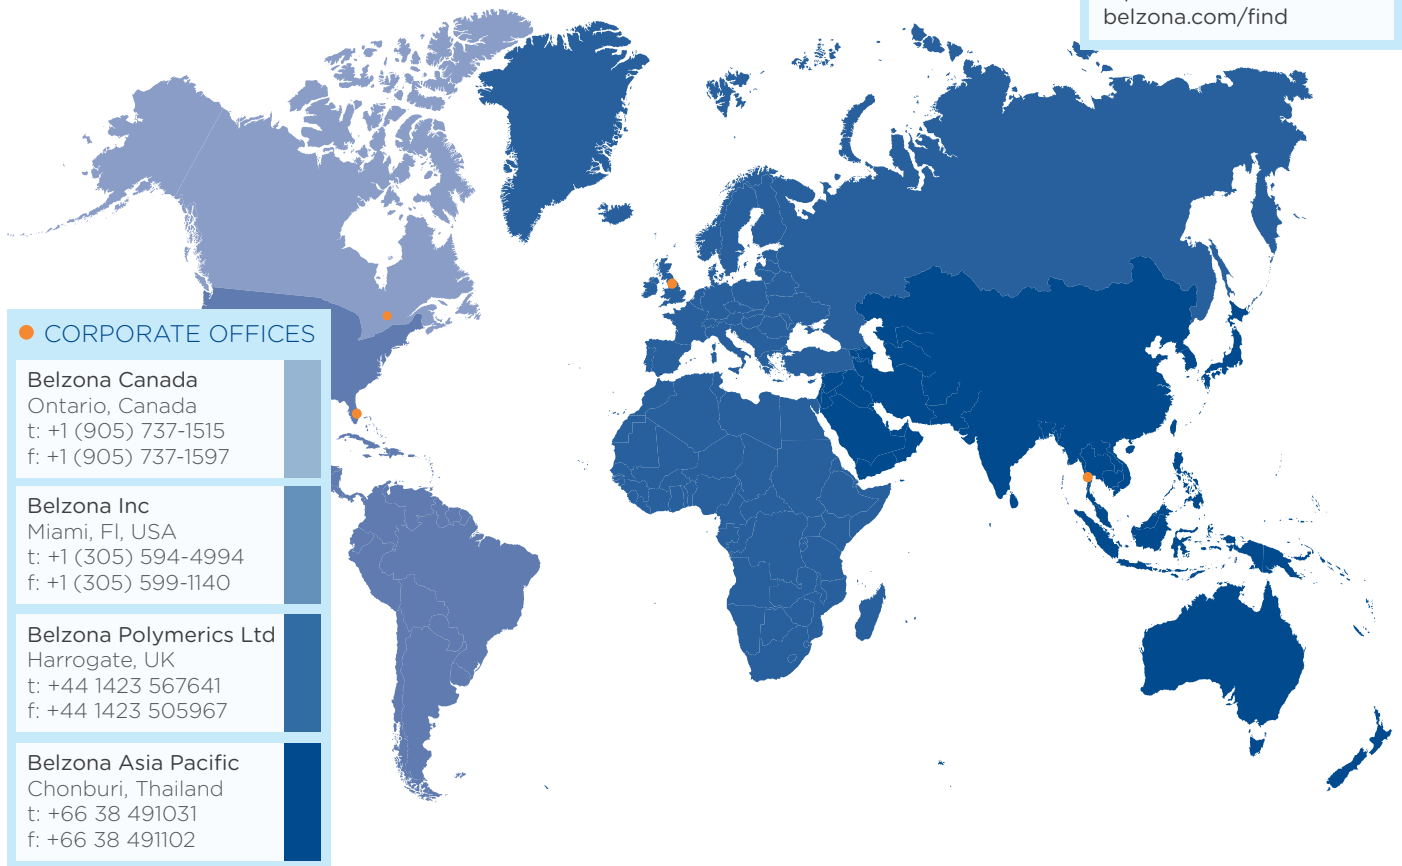 belzona.com/find
CORPORATE OFFICES
Belzona Canada
Ontario, Canada
t: +1 (905) 737-1515
f: +1 (905) 737-1597
Belzona Inc
Miami, Fl, USA
t: +1 (305) 594-4994
f: +1 (305) 599-1140
Belzona Polymerics Ltd
Harrogate, UK
t: +44 1423 567641
f: +44 1423 505967
Belzona Asia Pacific
Chonburi, Thailand
t: +66 38 491031
f: +66 38 491102